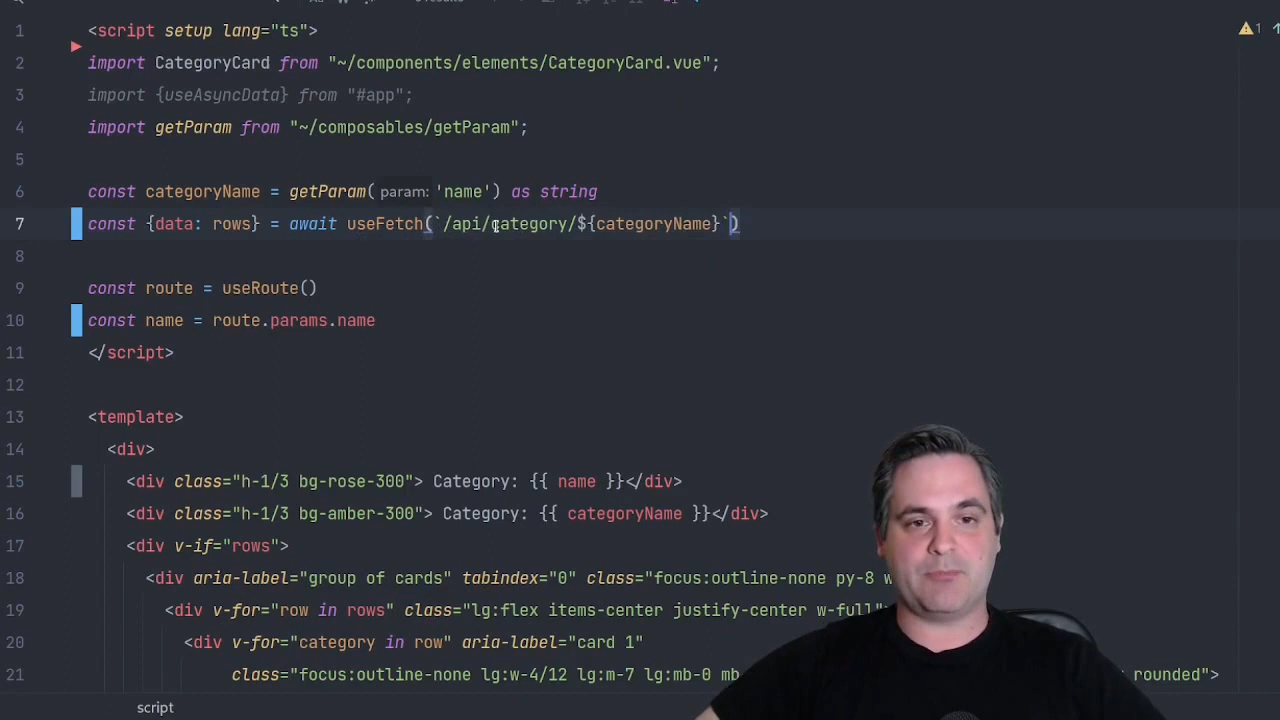 1 <script setup lang="ts">
2 import CategoryCard from "~/components/elements/CategoryCard.vue";
3 import {useAsyncData} from "#app";
4 import getParam from "~/composables/getParam";
5
6 const categoryName = getParam( param: 'name') as string
7 const {data: rows} = await useFetch(`/api/category/${categoryName}`)
8
9 const route = useRoute()
10 const name = route.params.name
11 </script>
12
13 <template>
14 <div>
15 <div class="h-1/3 bg-rose-300"> Category: {{ name }}</div>
16 <div class="h-1/3 bg-amber-300"> Category: {{ categoryName }}</div>
17 <div v-if="rows">
18 <div aria-label="group of cards" tabindex="0" class="focus:outline-none py-8 w
19 <div v-for="row in rows" class="lg:flex items-center justify-center w-full">
20 <div v-for="category in row" aria-label="card 1"
21 class="focus:outline-none lg:w-4/12 lg:m-7 lg:mb-0 mb rounded">
script
1